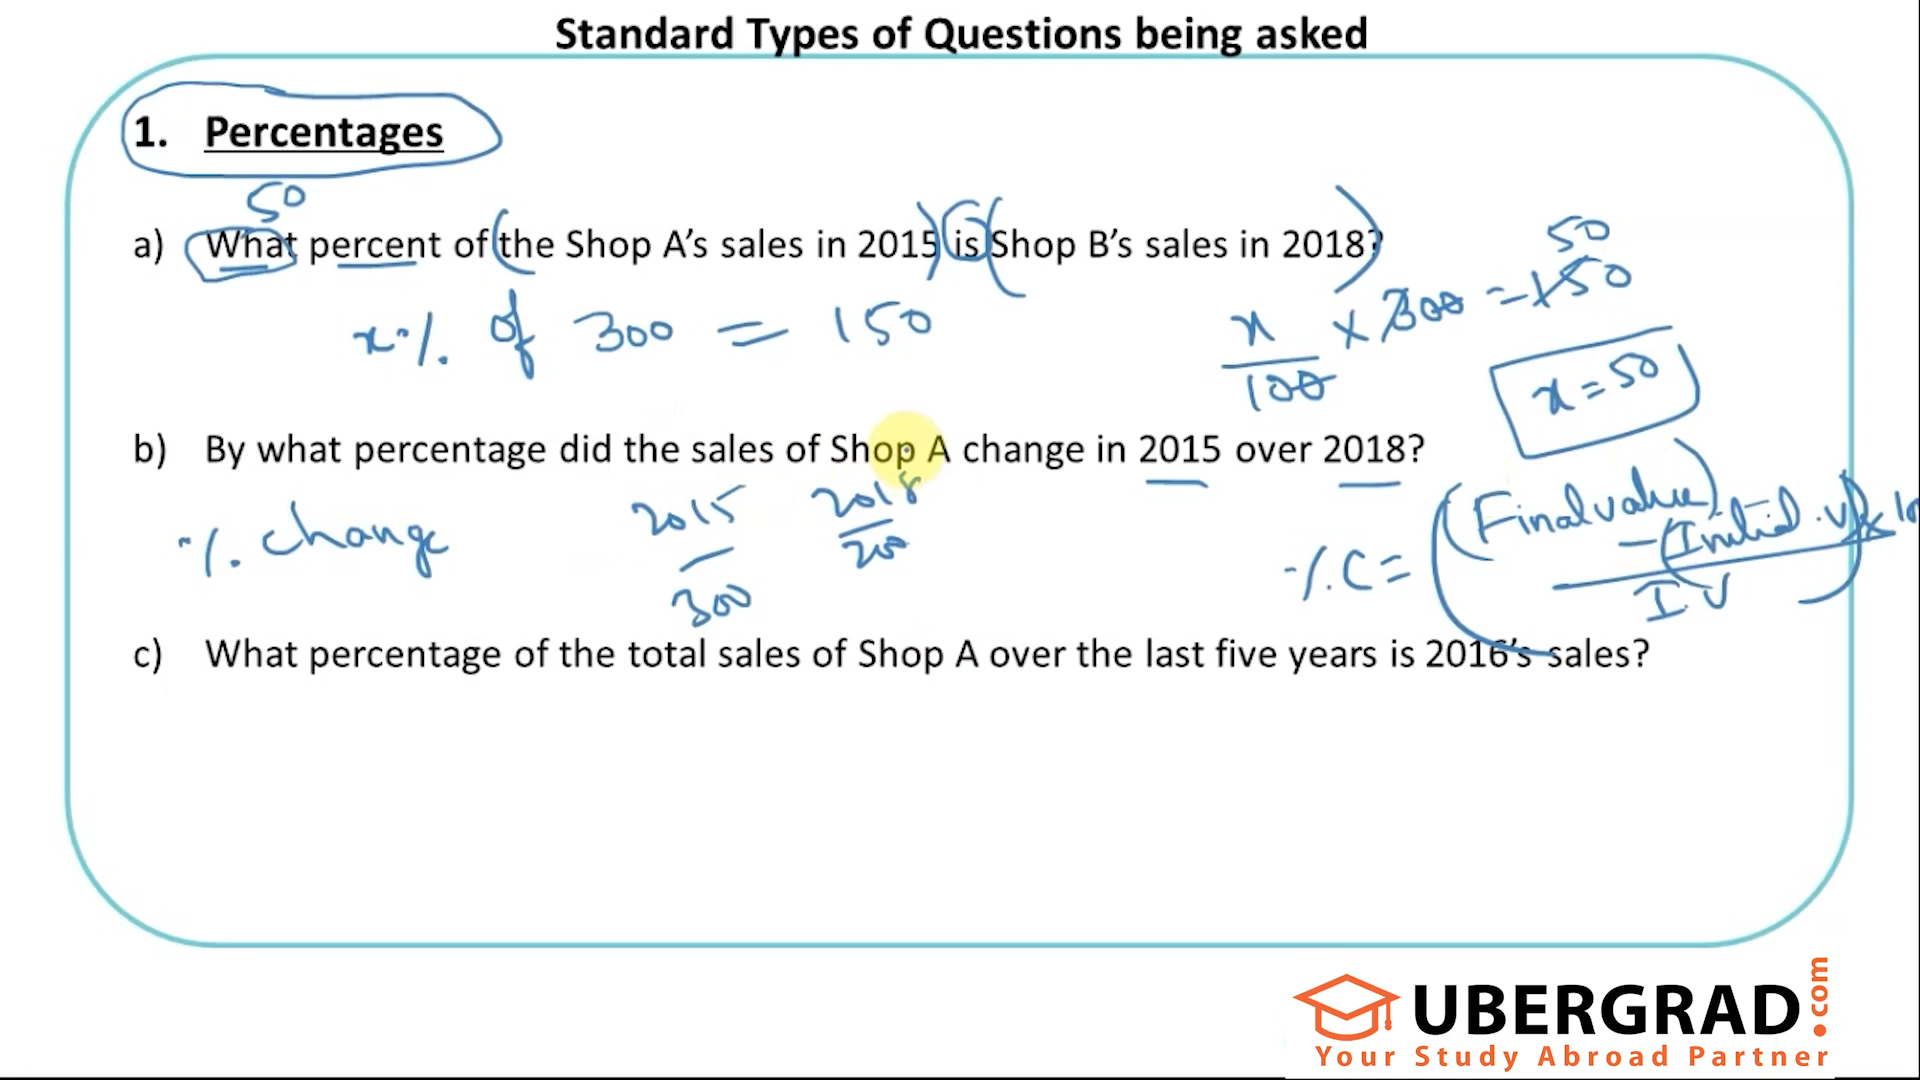 Standard Types of Questions being asked
1. Percentages
50
a) What percent of (the Shop A's sales in 2015) is (Shop B's sales in 2018?)
x% of 300 = 150
x/100 × 300 = 150
50
x = 50
b) By what percentage did the sales of Shop A change in 2015 over 2018?
% change
2015 2018
300 200
% C = ((Final value) - (Initial.V) ×
I.V
c) What percentage of the total sales of Shop A over the last five years is 2016's sales?
UBERGRAD.com
Your Study Abroad Partner